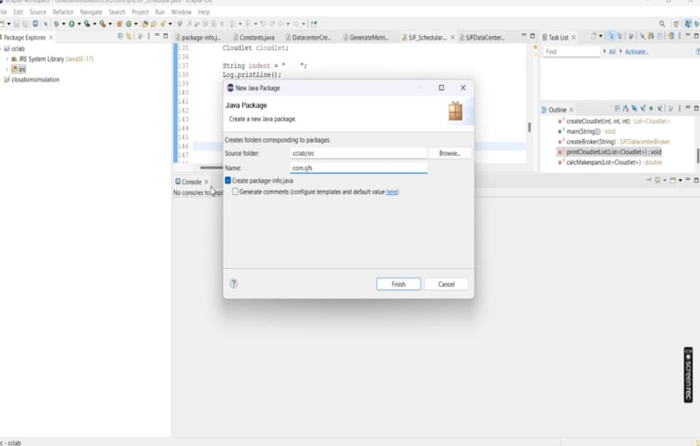 File Edit Source Refactor Navigate Search Project Run Window Help
Package Explorer ×
cclab
JRE System Library [JavaSE-17]
src
cloudsimsimulation
package-info.j...
Constants.java
DatacenterCre...
GenerateMatri...
SJF_Schedular...
SJFDataCenter...
135 Cloudlet cloudlet;
136
137 String indent = "    ";
138 Log.printLine();
139
140
141
142
143
144
145
146
147
Console ×
No consoles to
New Java Package
Java Package
Create a new Java package.
Creates folders corresponding to packages.
Source folder: cclab/src Browse...
Name: com.sjfs
Create package-info.java
Generate comments (configure templates and default value here)
? Finish Cancel
Task List ×
Find All Activate...
Outline ×
createCloudlet(int, int, int) : List<Cloudlet>
main(String[]) : void
createBroker(String) : SJFDatacenterBroker
printCloudletList(List<Cloudlet>) : void
calcMakespan(List<Cloudlet>) : double
screenrec
src - cclab